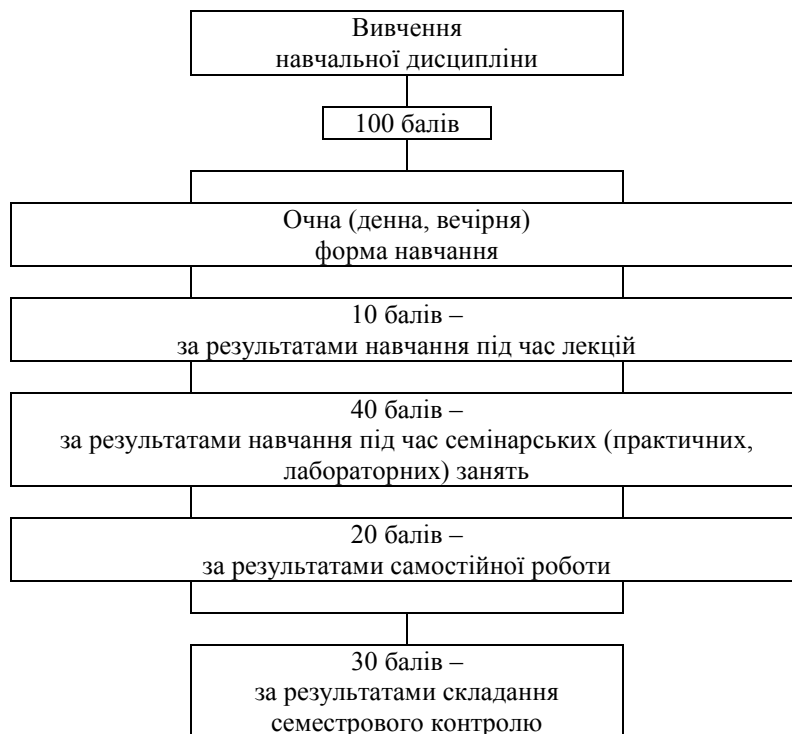 Вивчення
навчальної дисципліни
100 балів
Очна (денна, вечірня)
форма навчання
10 балів –
за результатами навчання під час лекцій
40 балів –
за результатами навчання під час семінарських (практичних,
лабораторних) занять
20 балів –
за результатами самостійної роботи
30 балів –
за результатами складання
семестрового контролю